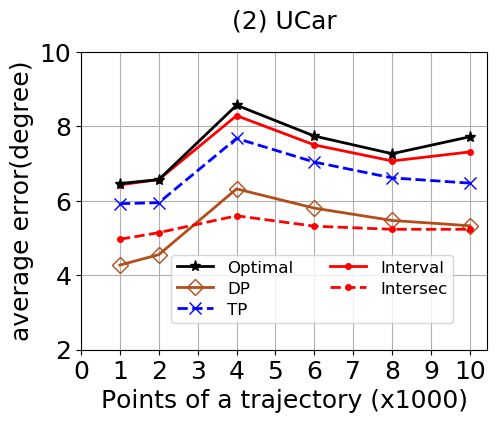 (2) UCar
average error(degree)
10
8
6
4
2
Optimal
DP
TP
Interval
Intersec
0 1 2 3 4 5 6 7 8 9 10
Points of a trajectory (x1000)